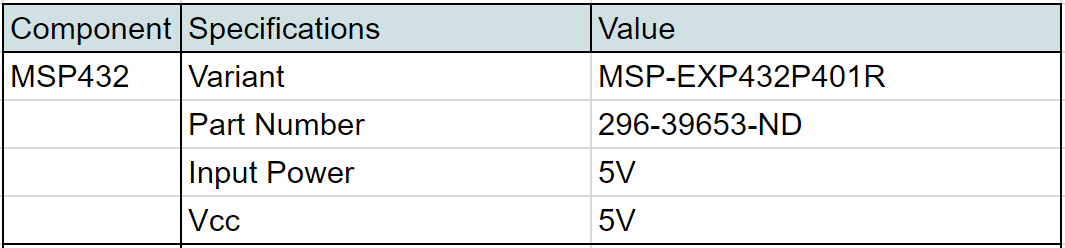 Component Specifications Value
MSP432 Variant MSP-EXP432P401R
Part Number 296-39653-ND
Input Power 5V
Vcc 5V